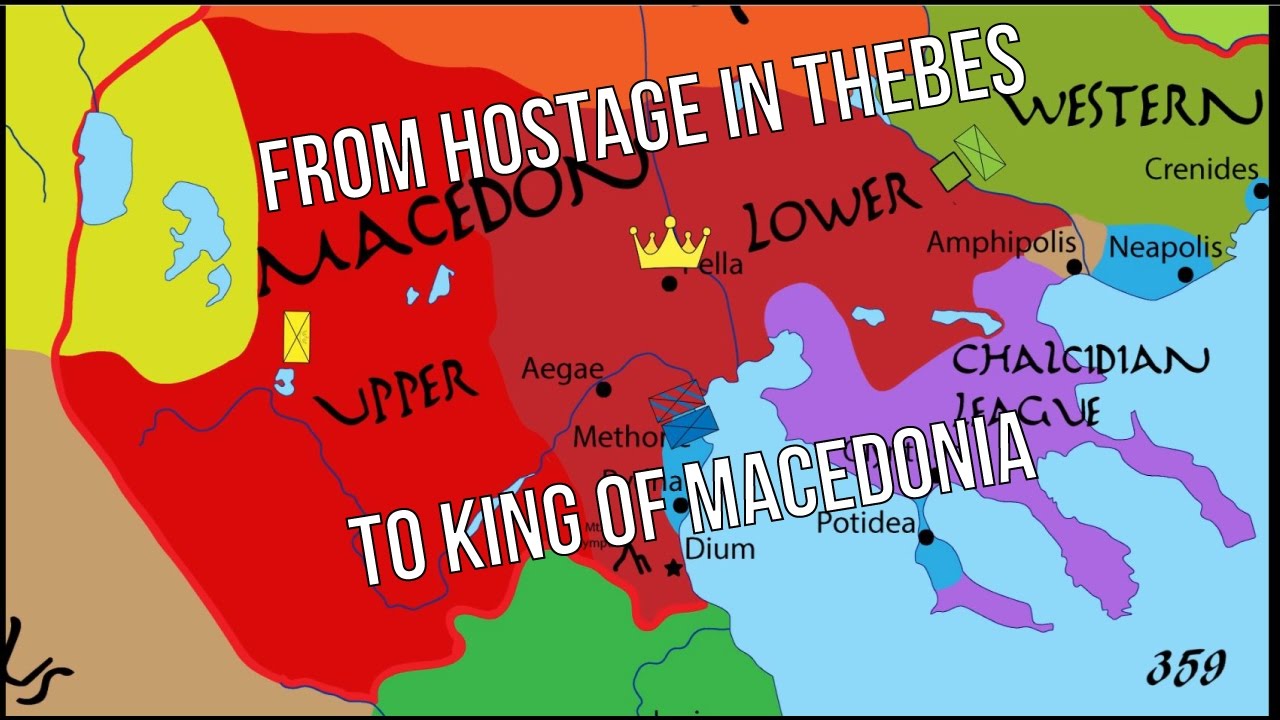 FROM HOSTAGE IN THEBES
WESTERN
Crenides
MACEDON
LOWER
Amphipolis
Neapolis
Pella
CHALCIDIAN
LEAGUE
Aegae
UPPER
Methone
TO KING OF MACEDONIA
Potidea
Dium
359